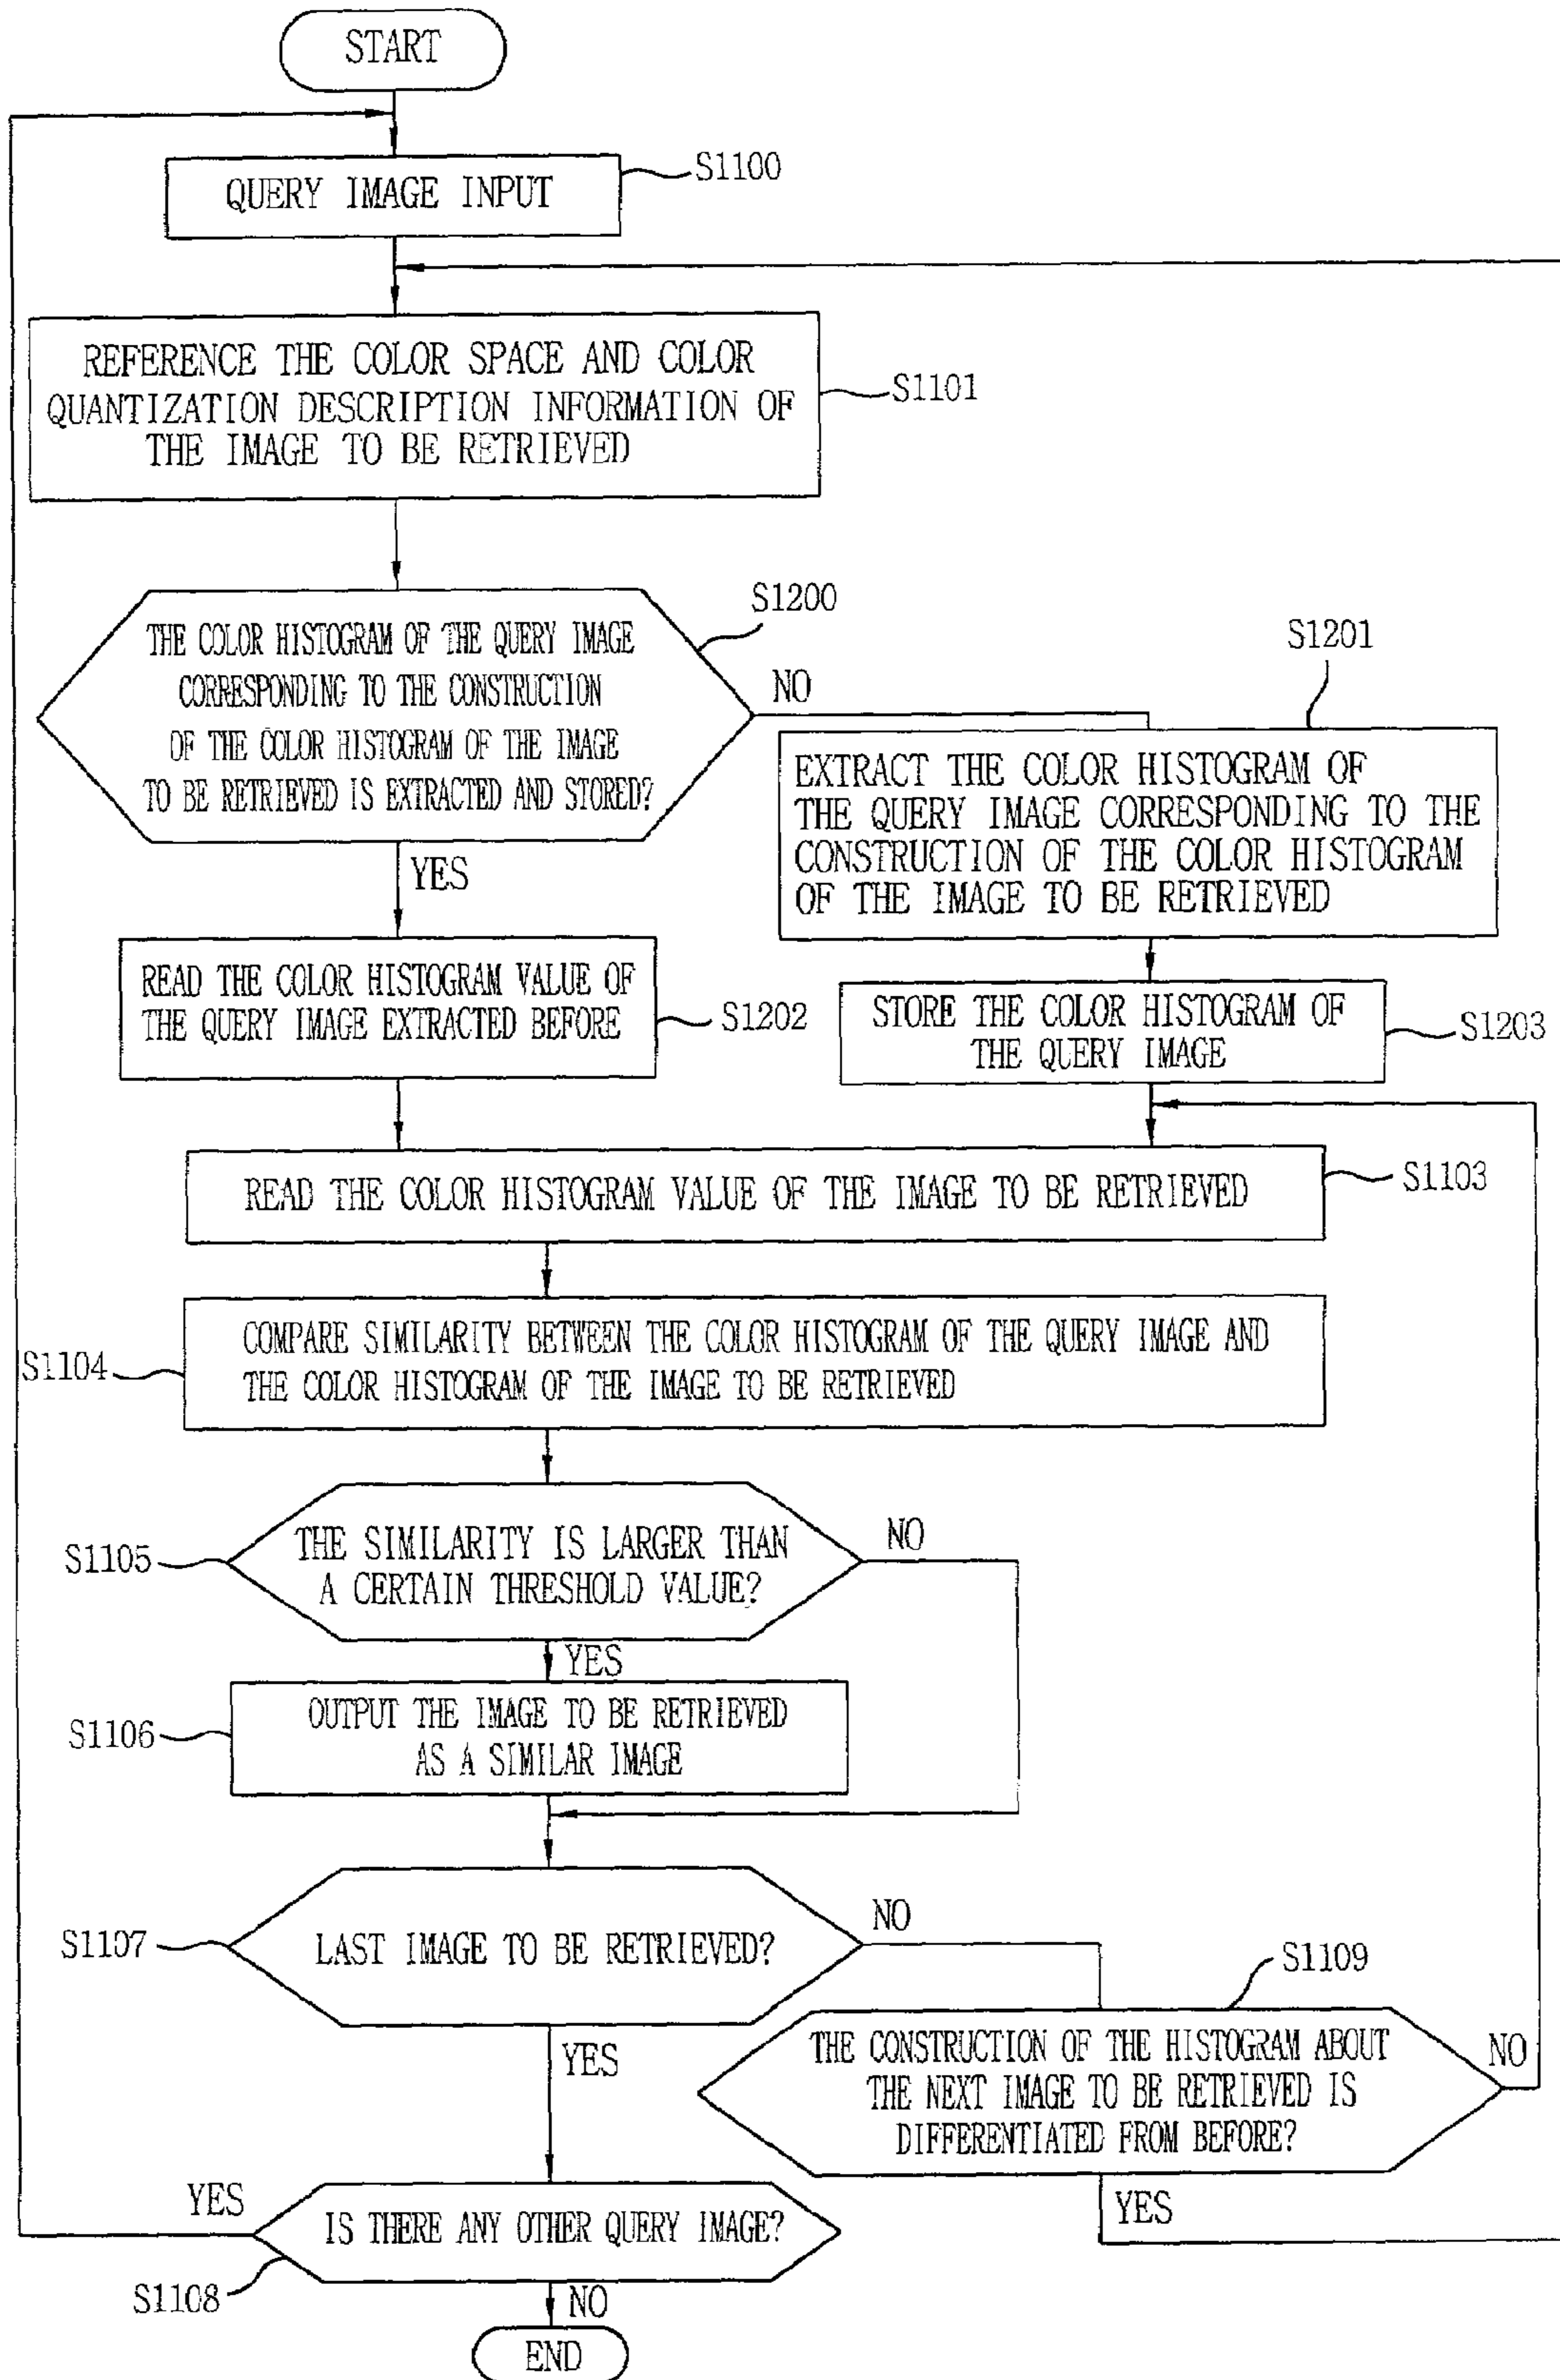 START
QUERY IMAGE INPUT
S1100
REFERENCE THE COLOR SPACE AND COLOR
QUANTIZATION DESCRIPTION INFORMATION OF
THE IMAGE TO BE RETRIEVED
S1101
THE COLOR HISTOGRAM OF THE QUERY IMAGE
CORRESPONDING TO THE CONSTRUCTION
OF THE COLOR HISTOGRAM OF THE IMAGE
TO BE RETRIEVED IS EXTRACTED AND STORED?
S1200
NO
S1201
EXTRACT THE COLOR HISTOGRAM OF
THE QUERY IMAGE CORRESPONDING TO THE
CONSTRUCTION OF THE COLOR HISTOGRAM
OF THE IMAGE TO BE RETRIEVED
YES
READ THE COLOR HISTOGRAM VALUE OF
THE QUERY IMAGE EXTRACTED BEFORE
S1202
STORE THE COLOR HISTOGRAM OF
THE QUERY IMAGE
S1203
READ THE COLOR HISTOGRAM VALUE OF THE IMAGE TO BE RETRIEVED
S1103
COMPARE SIMILARITY BETWEEN THE COLOR HISTOGRAM OF THE QUERY IMAGE AND
THE COLOR HISTOGRAM OF THE IMAGE TO BE RETRIEVED
S1104
THE SIMILARITY IS LARGER THAN
A CERTAIN THRESHOLD VALUE?
S1105
NO
YES
OUTPUT THE IMAGE TO BE RETRIEVED
AS A SIMILAR IMAGE
S1106
LAST IMAGE TO BE RETRIEVED?
S1107
NO
S1109
THE CONSTRUCTION OF THE HISTOGRAM ABOUT
THE NEXT IMAGE TO BE RETRIEVED IS
DIFFERENTIATED FROM BEFORE?
NO
YES
YES
YES
IS THERE ANY OTHER QUERY IMAGE?
S1108
NO
END